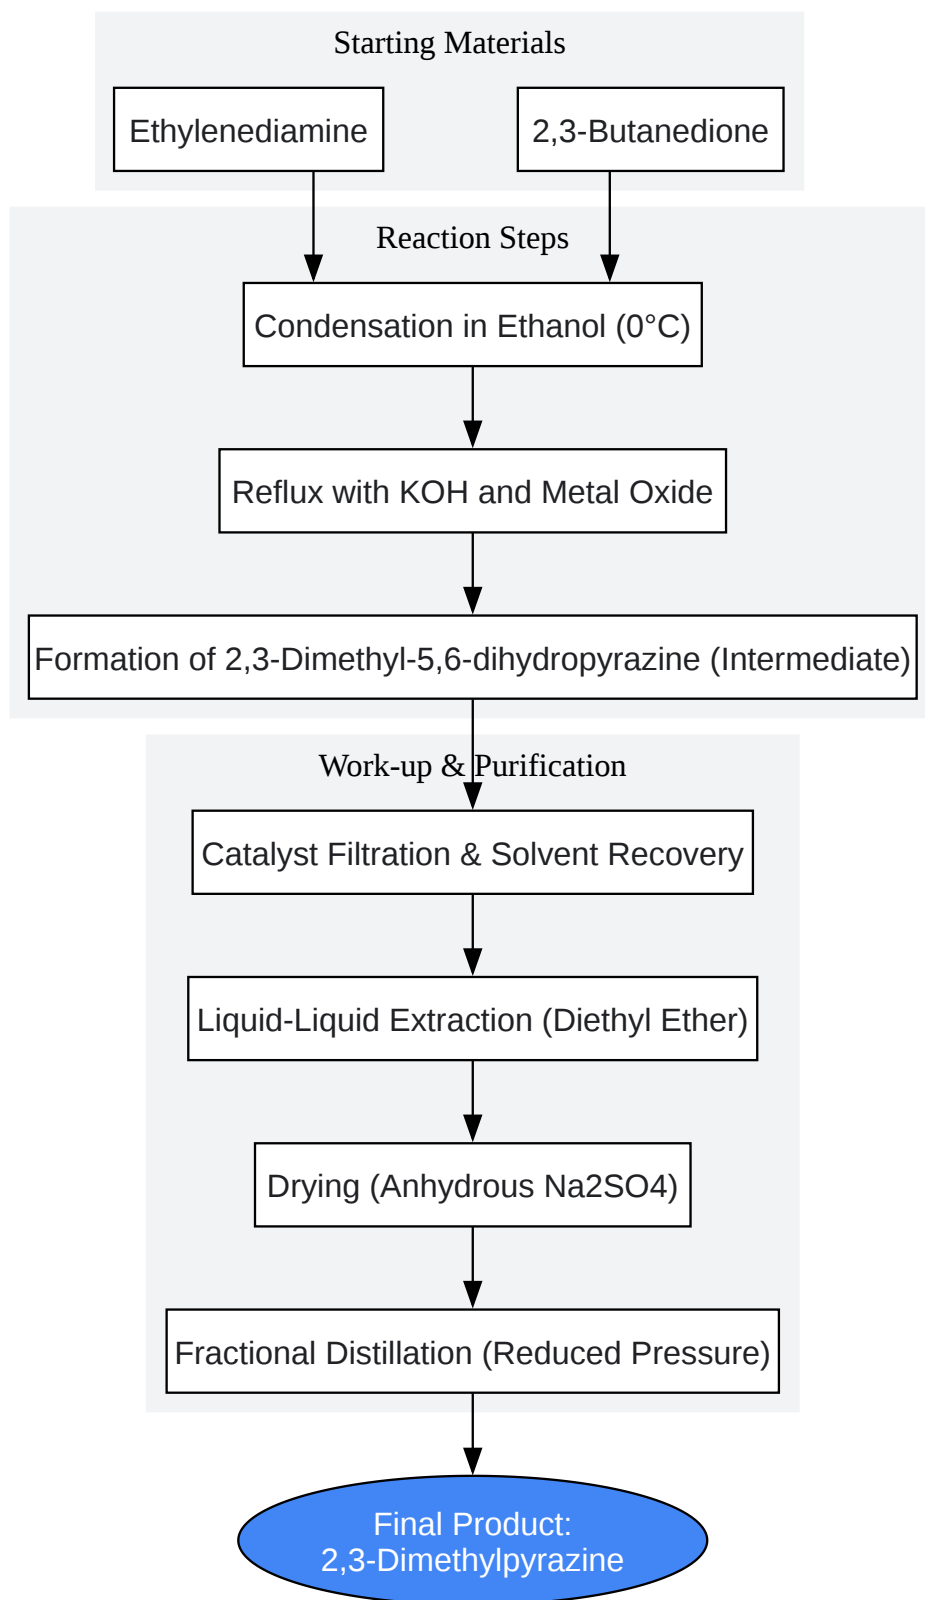 Starting Materials
Ethylenediamine
2,3-Butanedione
Reaction Steps
Condensation in Ethanol (0°C)
Reflux with KOH and Metal Oxide
Formation of 2,3-Dimethyl-5,6-dihydropyrazine (Intermediate)
Work-up & Purification
Catalyst Filtration & Solvent Recovery
Liquid-Liquid Extraction (Diethyl Ether)
Drying (Anhydrous Na2SO4)
Fractional Distillation (Reduced Pressure)
Final Product:
2,3-Dimethylpyrazine